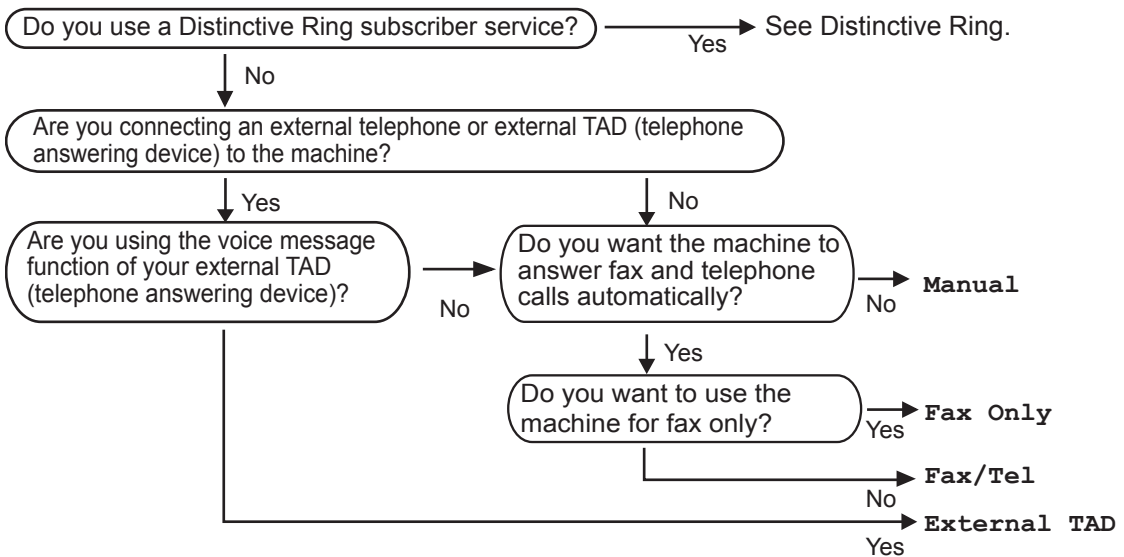 Do you use a Distinctive Ring subscriber service?
Yes
See Distinctive Ring.
No
Are you connecting an external telephone or external TAD (telephone
answering device) to the machine?
Yes
No
Are you using the voice message
function of your external TAD
(telephone answering device)?
No
Do you want the machine to
answer fax and telephone
calls automatically?
No
Manual
Yes
Do you want to use the
machine for fax only?
Yes
Fax Only
No
Fax/Tel
Yes
External TAD